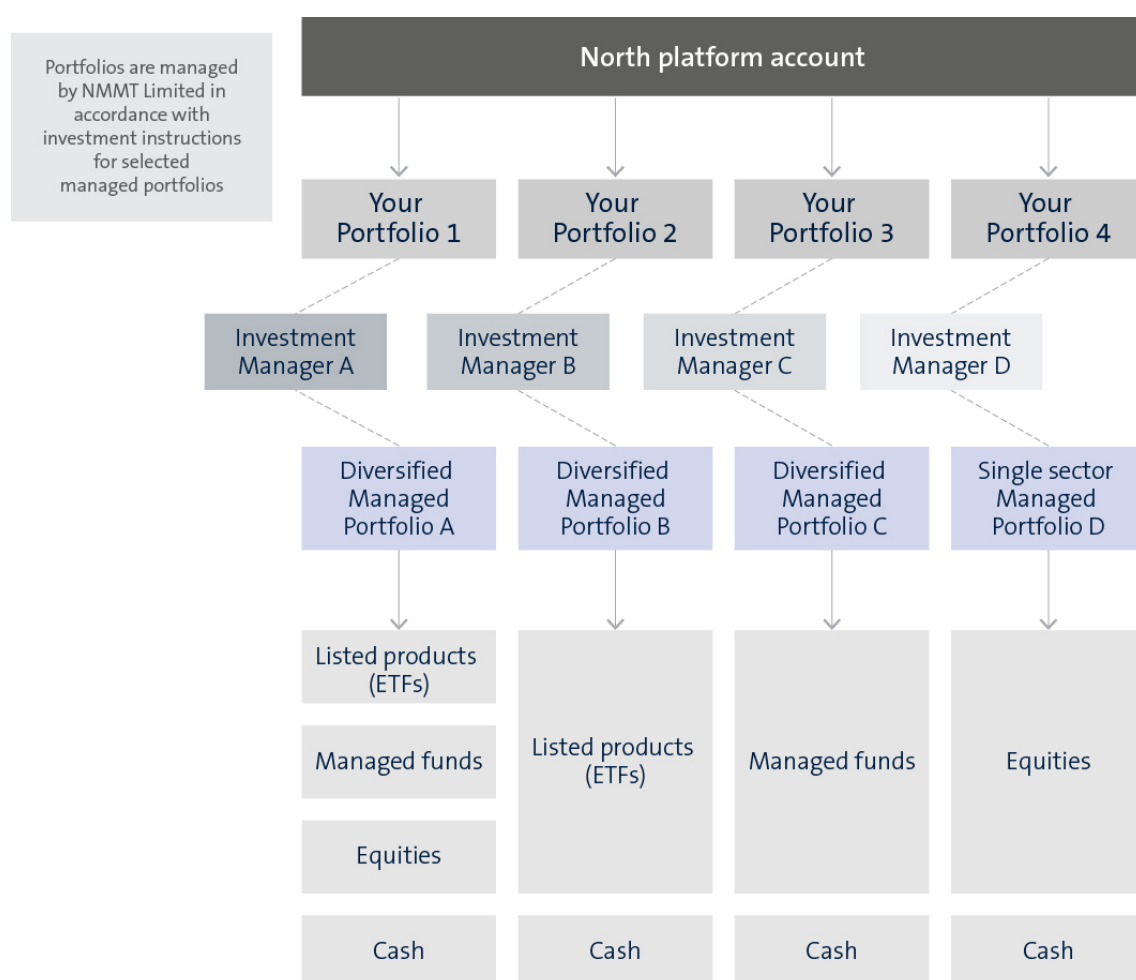 North platform account
Portfolios are managed
by NMMT Limited in
accordance with
investment instructions
for selected
managed portfolios
Your
Portfolio 1
Your
Portfolio 2
Your
Portfolio 3
Your
Portfolio 4
Investment
Manager A
Investment
Manager B
Investment
Manager C
Investment
Manager D
Diversified
Managed
Portfolio A
Diversified
Managed
Portfolio B
Diversified
Managed
Portfolio C
Single sector
Managed
Portfolio D
Listed products
(ETFs)
Managed funds
Equities
Listed products
(ETFs)
Managed funds
Equities
Cash
Cash
Cash
Cash